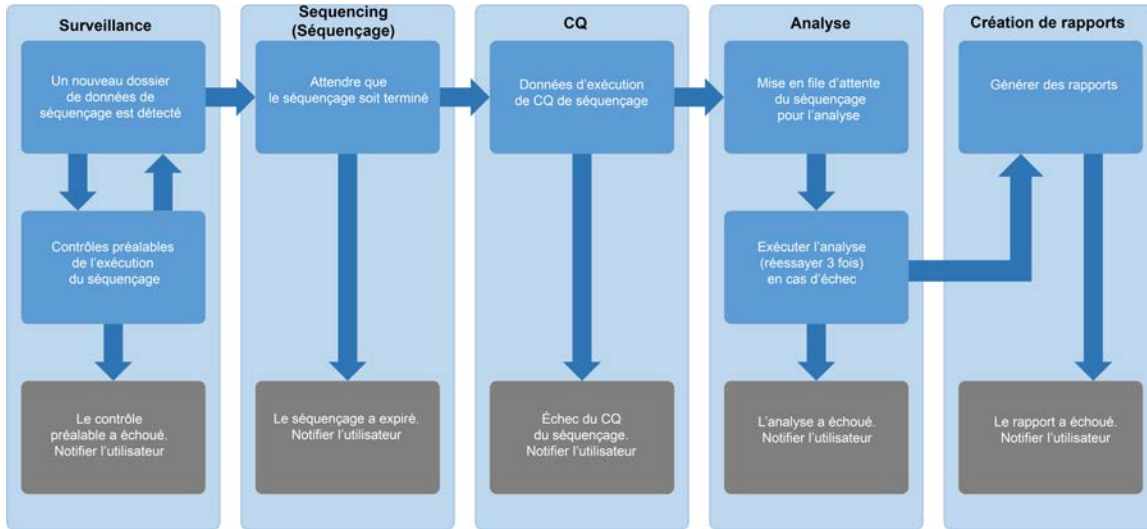 Surveillance
Un nouveau dossier
de données de
séquençage est détecté
Contrôles préalables
de l’exécution
du séquençage
Le contrôle
préalable a échoué.
Notifier l’utilisateur
Sequencing
(Séquençage)
Attendre que
le séquençage soit terminé
Le séquençage a expiré.
Notifier l’utilisateur
CQ
Données d’exécution
de CQ de séquençage
Échec du CQ
du séquençage.
Notifier l’utilisateur
Analyse
Mise en file d’attente
du séquençage
pour l’analyse
Exécuter l’analyse
(réessayer 3 fois)
en cas d’échec
L’analyse a échoué.
Notifier l’utilisateur
Création de rapports
Générer des rapports
Le rapport a échoué.
Notifier l’utilisateur